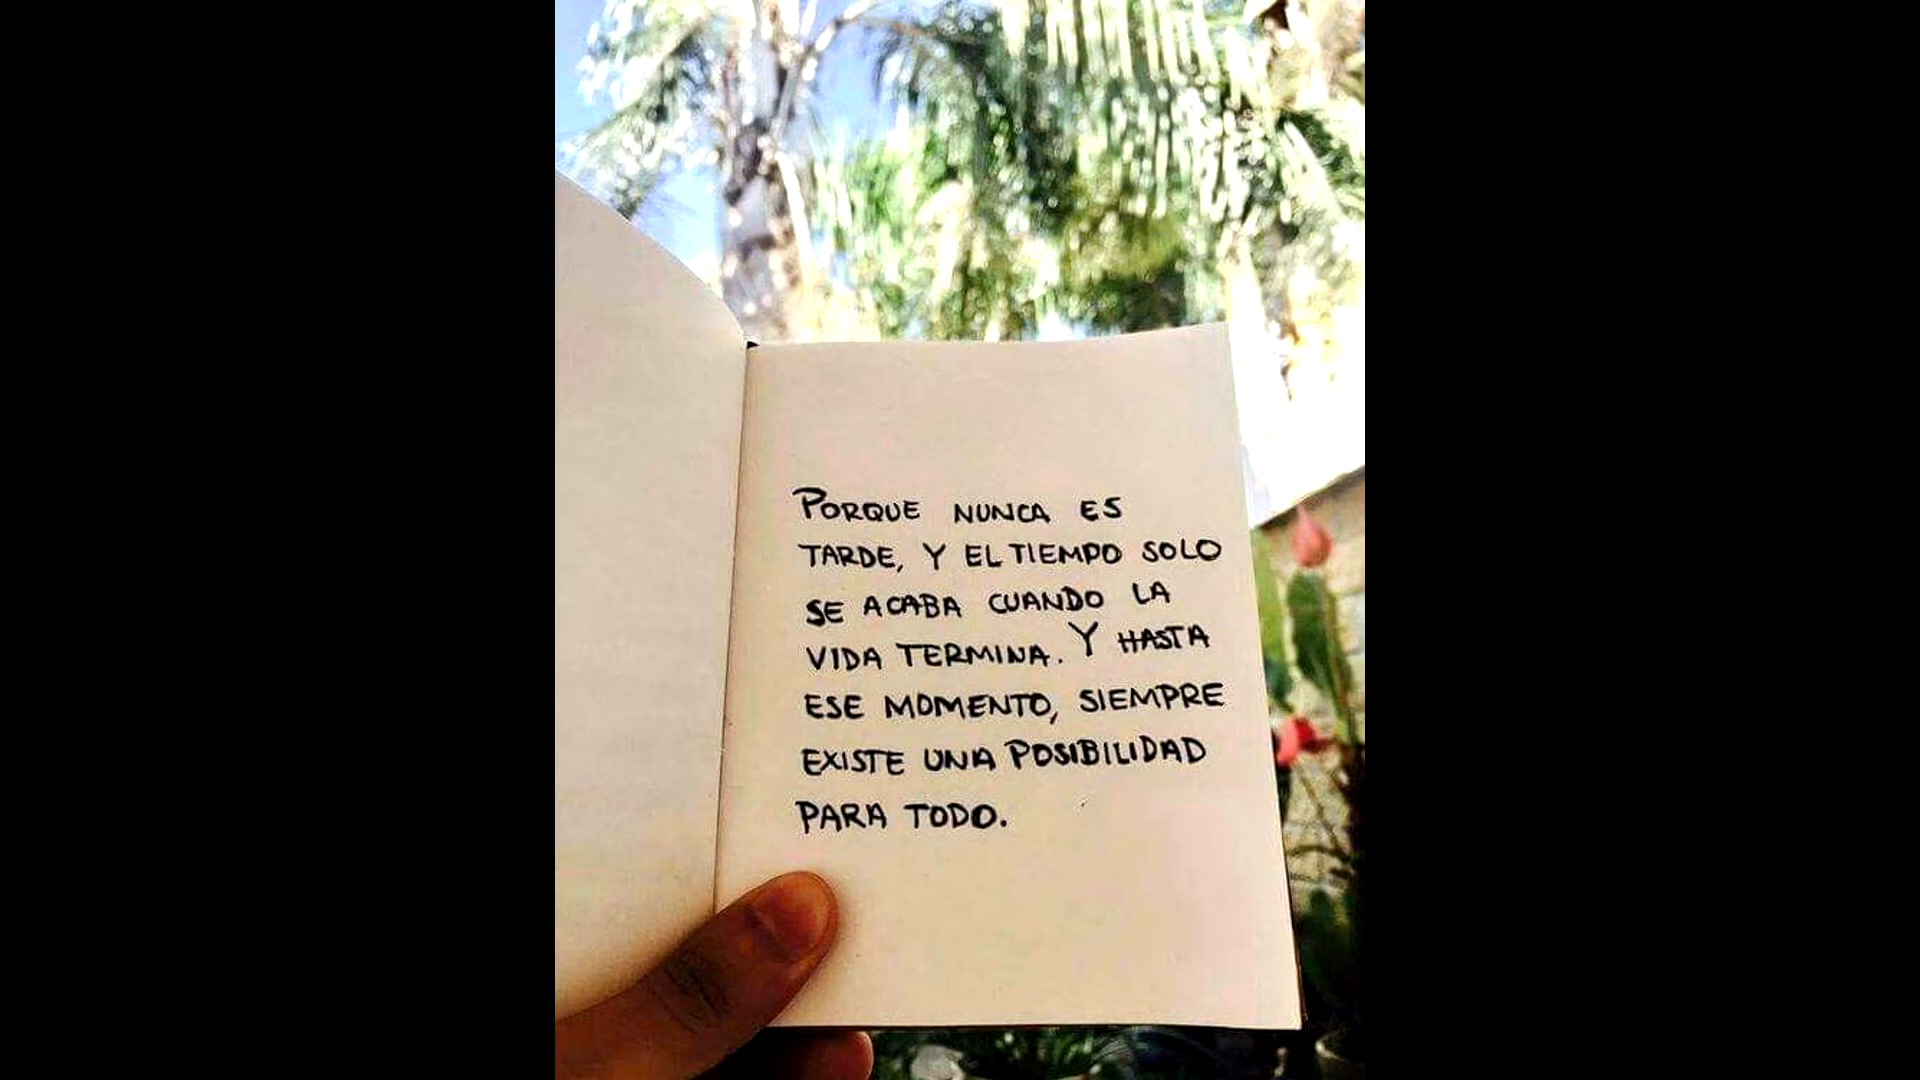 PORQUE NUNCA ES
TARDE, Y EL TIEMPO SOLO
SE ACABA CUANDO LA
VIDA TERMINA. Y HASTA
ESE MOMENTO, SIEMPRE
EXISTE UNA POSIBILIDAD
PARA TODO.